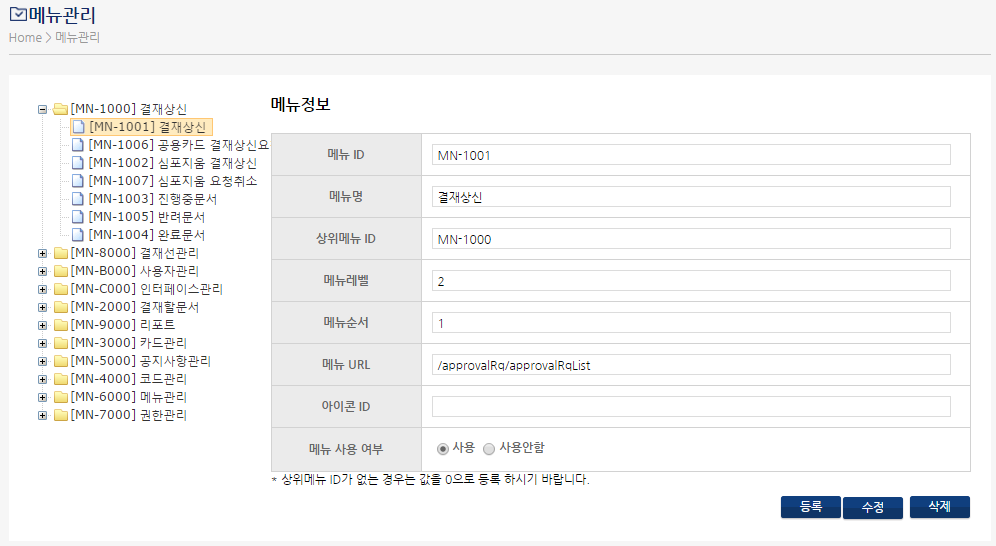 메뉴관리
Home > 메뉴관리
[MN-1000] 결재상신
[MN-1001] 결재상신
[MN-1006] 공용카드 결재상신요
[MN-1002] 심포지움 결재상신
[MN-1007] 심포지움 요청취소
[MN-1003] 진행중문서
[MN-1005] 반려문서
[MN-1004] 완료문서
[MN-8000] 결재선관리
[MN-B000] 사용자관리
[MN-C000] 인터페이스관리
[MN-2000] 결재할문서
[MN-9000] 리포트
[MN-3000] 카드관리
[MN-5000] 공지사항관리
[MN-4000] 코드관리
[MN-6000] 메뉴관리
[MN-7000] 권한관리
메뉴정보
메뉴 ID MN-1001
메뉴명 결재상신
상위메뉴 ID MN-1000
메뉴레벨 2
메뉴순서 1
메뉴 URL /approvalRq/approvalRqList
아이콘 ID
메뉴 사용 여부 사용 사용안함
* 상위메뉴 ID가 없는 경우는 값을 0으로 등록 하시기 바랍니다.
등록 수정 삭제